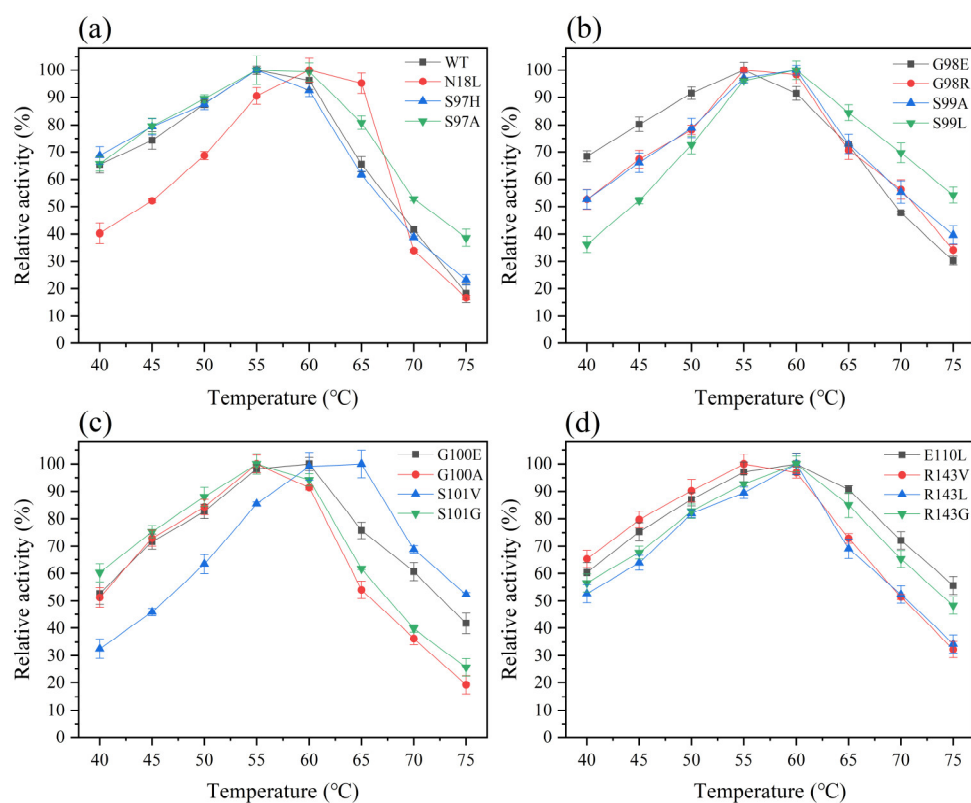 (a)
WT
N18L
S97H
S97A
100
90
80
70
60
50
40
30
20
10
0
Relative activity (%)
40 45 50 55 60 65 70 75
Temperature (℃)
(b)
G98E
G98R
S99A
S99L
100
90
80
70
60
50
40
30
20
10
0
Relative activity (%)
40 45 50 55 60 65 70 75
Temperature (℃)
(c)
G100E
G100A
S101V
S101G
100
90
80
70
60
50
40
30
20
10
0
Relative activity (%)
40 45 50 55 60 65 70 75
Temperature (℃)
(d)
E110L
R143V
R143L
R143G
100
90
80
70
60
50
40
30
20
10
0
Relative activity (%)
40 45 50 55 60 65 70 75
Temperature (℃)